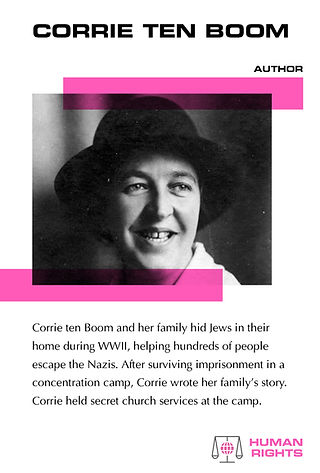 CORRIE TEN BOOM
AUTHOR
Corrie ten Boom and her family hid Jews in their
home during WWII, helping hundreds of people
escape the Nazis. After surviving imprisonment in a
concentration camp, Corrie wrote her family’s story.
Corrie held secret church services at the camp.
HUMAN
RIGHTS